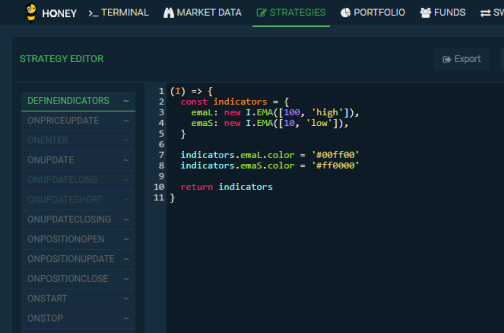 HONEY >_ TERMINAL MARKET DATA STRATEGIES PORTFOLIO FUNDS
STRATEGY EDITOR Export
DEFINEINDICATORS ~
ONPRICEUPDATE ~
ONENTER ~
ONUPDATE ~
ONUPDATELONG ~
ONUPDATESHORT ~
ONUPDATECLOSING ~
ONPOSITIONOPEN ~
ONPOSITIONUPDATE ~
ONPOSITIONCLOSE ~
ONSTART ~
ONSTOP ~
1 (I) => {
2 const indicators = {
3 emaL: new I.EMA([100, 'high']),
4 emaS: new I.EMA([10, 'low']),
5 }
6
7 indicators.emaL.color = '#00ff00'
8 indicators.emaS.color = '#ff0000'
9
10 return indicators
11 }